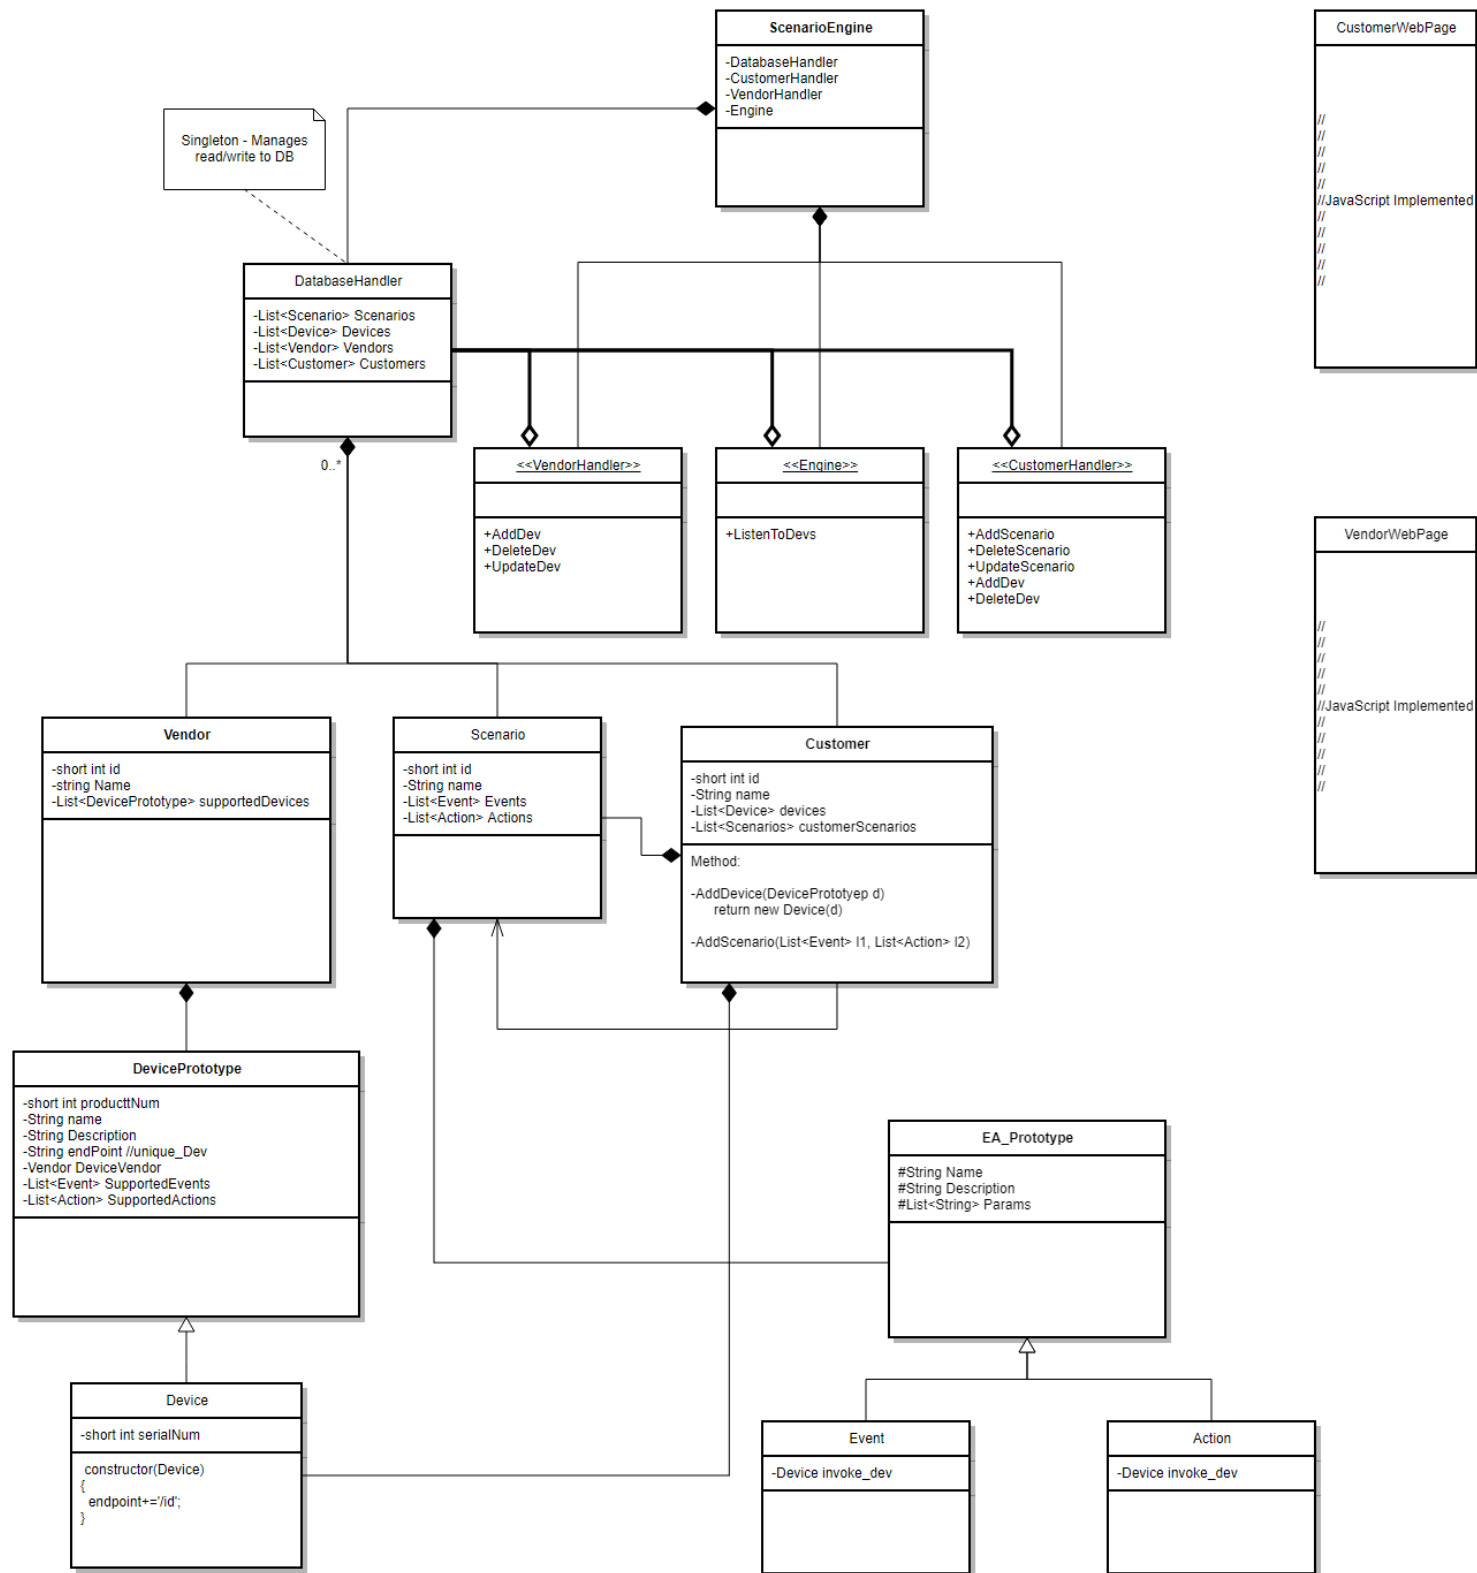 ScenarioEngine
-DatabaseHandler
-CustomerHandler
-VendorHandler
-Engine
CustomerWebPage
//
//
//
//
//
//JavaScript Implemented
//
//
//
//
//
Singleton - Manages
read/write to DB
DatabaseHandler
-List<Scenario> Scenarios
-List<Device> Devices
-List<Vendor> Vendors
-List<Customer> Customers
0..*
<<VendorHandler>>
+AddDev
+DeleteDev
+UpdateDev
<<Engine>>
+ListenToDevs
<<CustomerHandler>>
+AddScenario
+DeleteScenario
+UpdateScenario
+AddDev
+DeleteDev
VendorWebPage
//
//
//
//
//
//JavaScript Implemented
//
//
//
//
//
Vendor
-short int id
-string Name
-List<DevicePrototype> supportedDevices
Scenario
-short int id
-String name
-List<Event> Events
-List<Action> Actions
Customer
-short int id
-String name
-List<Device> devices
-List<Scenarios> customerScenarios
Method:
-AddDevice(DevicePrototyep d)
return new Device(d)
-AddScenario(List<Event> l1, List<Action> l2)
DevicePrototype
-short int producttNum
-String name
-String Description
-String endPoint //unique_Dev
-Vendor DeviceVendor
-List<Event> SupportedEvents
-List<Action> SupportedActions
EA_Prototype
#String Name
#String Description
#List<String> Params
Device
-short int serialNum
constructor(Device)
{
endpoint+='/id';
}
Event
-Device invoke_dev
Action
-Device invoke_dev